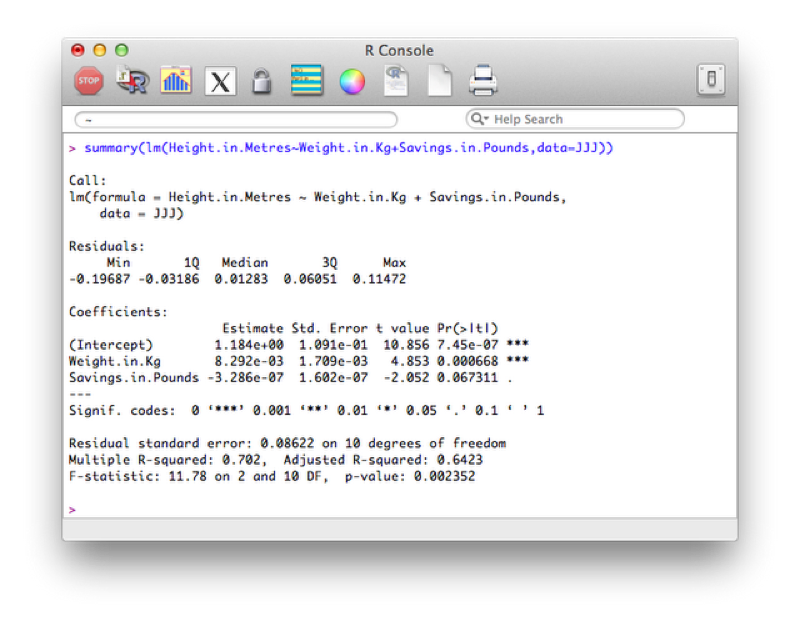 R Console
STOP
R
X
R
~
Help Search
> summary(lm(Height.in.Metres~Weight.in.Kg+Savings.in.Pounds,data=JJJ))
Call:
lm(formula = Height.in.Metres ~ Weight.in.Kg + Savings.in.Pounds,
    data = JJJ)
Residuals:
     Min       1Q   Median       3Q      Max
-0.19687 -0.03186  0.01283  0.06051  0.11472
Coefficients:
                    Estimate Std. Error t value Pr(>|t|)
(Intercept)        1.184e+00  1.091e-01  10.856 7.45e-07 ***
Weight.in.Kg       8.292e-03  1.709e-03   4.853 0.000668 ***
Savings.in.Pounds -3.286e-07  1.602e-07  -2.052 0.067311 .
---
Signif. codes:  0 ‘***’ 0.001 ‘**’ 0.01 ‘*’ 0.05 ‘.’ 0.1 ‘ ’ 1
Residual standard error: 0.08622 on 10 degrees of freedom
Multiple R-squared: 0.702,  Adjusted R-squared: 0.6423
F-statistic: 11.78 on 2 and 10 DF,  p-value: 0.002352
>